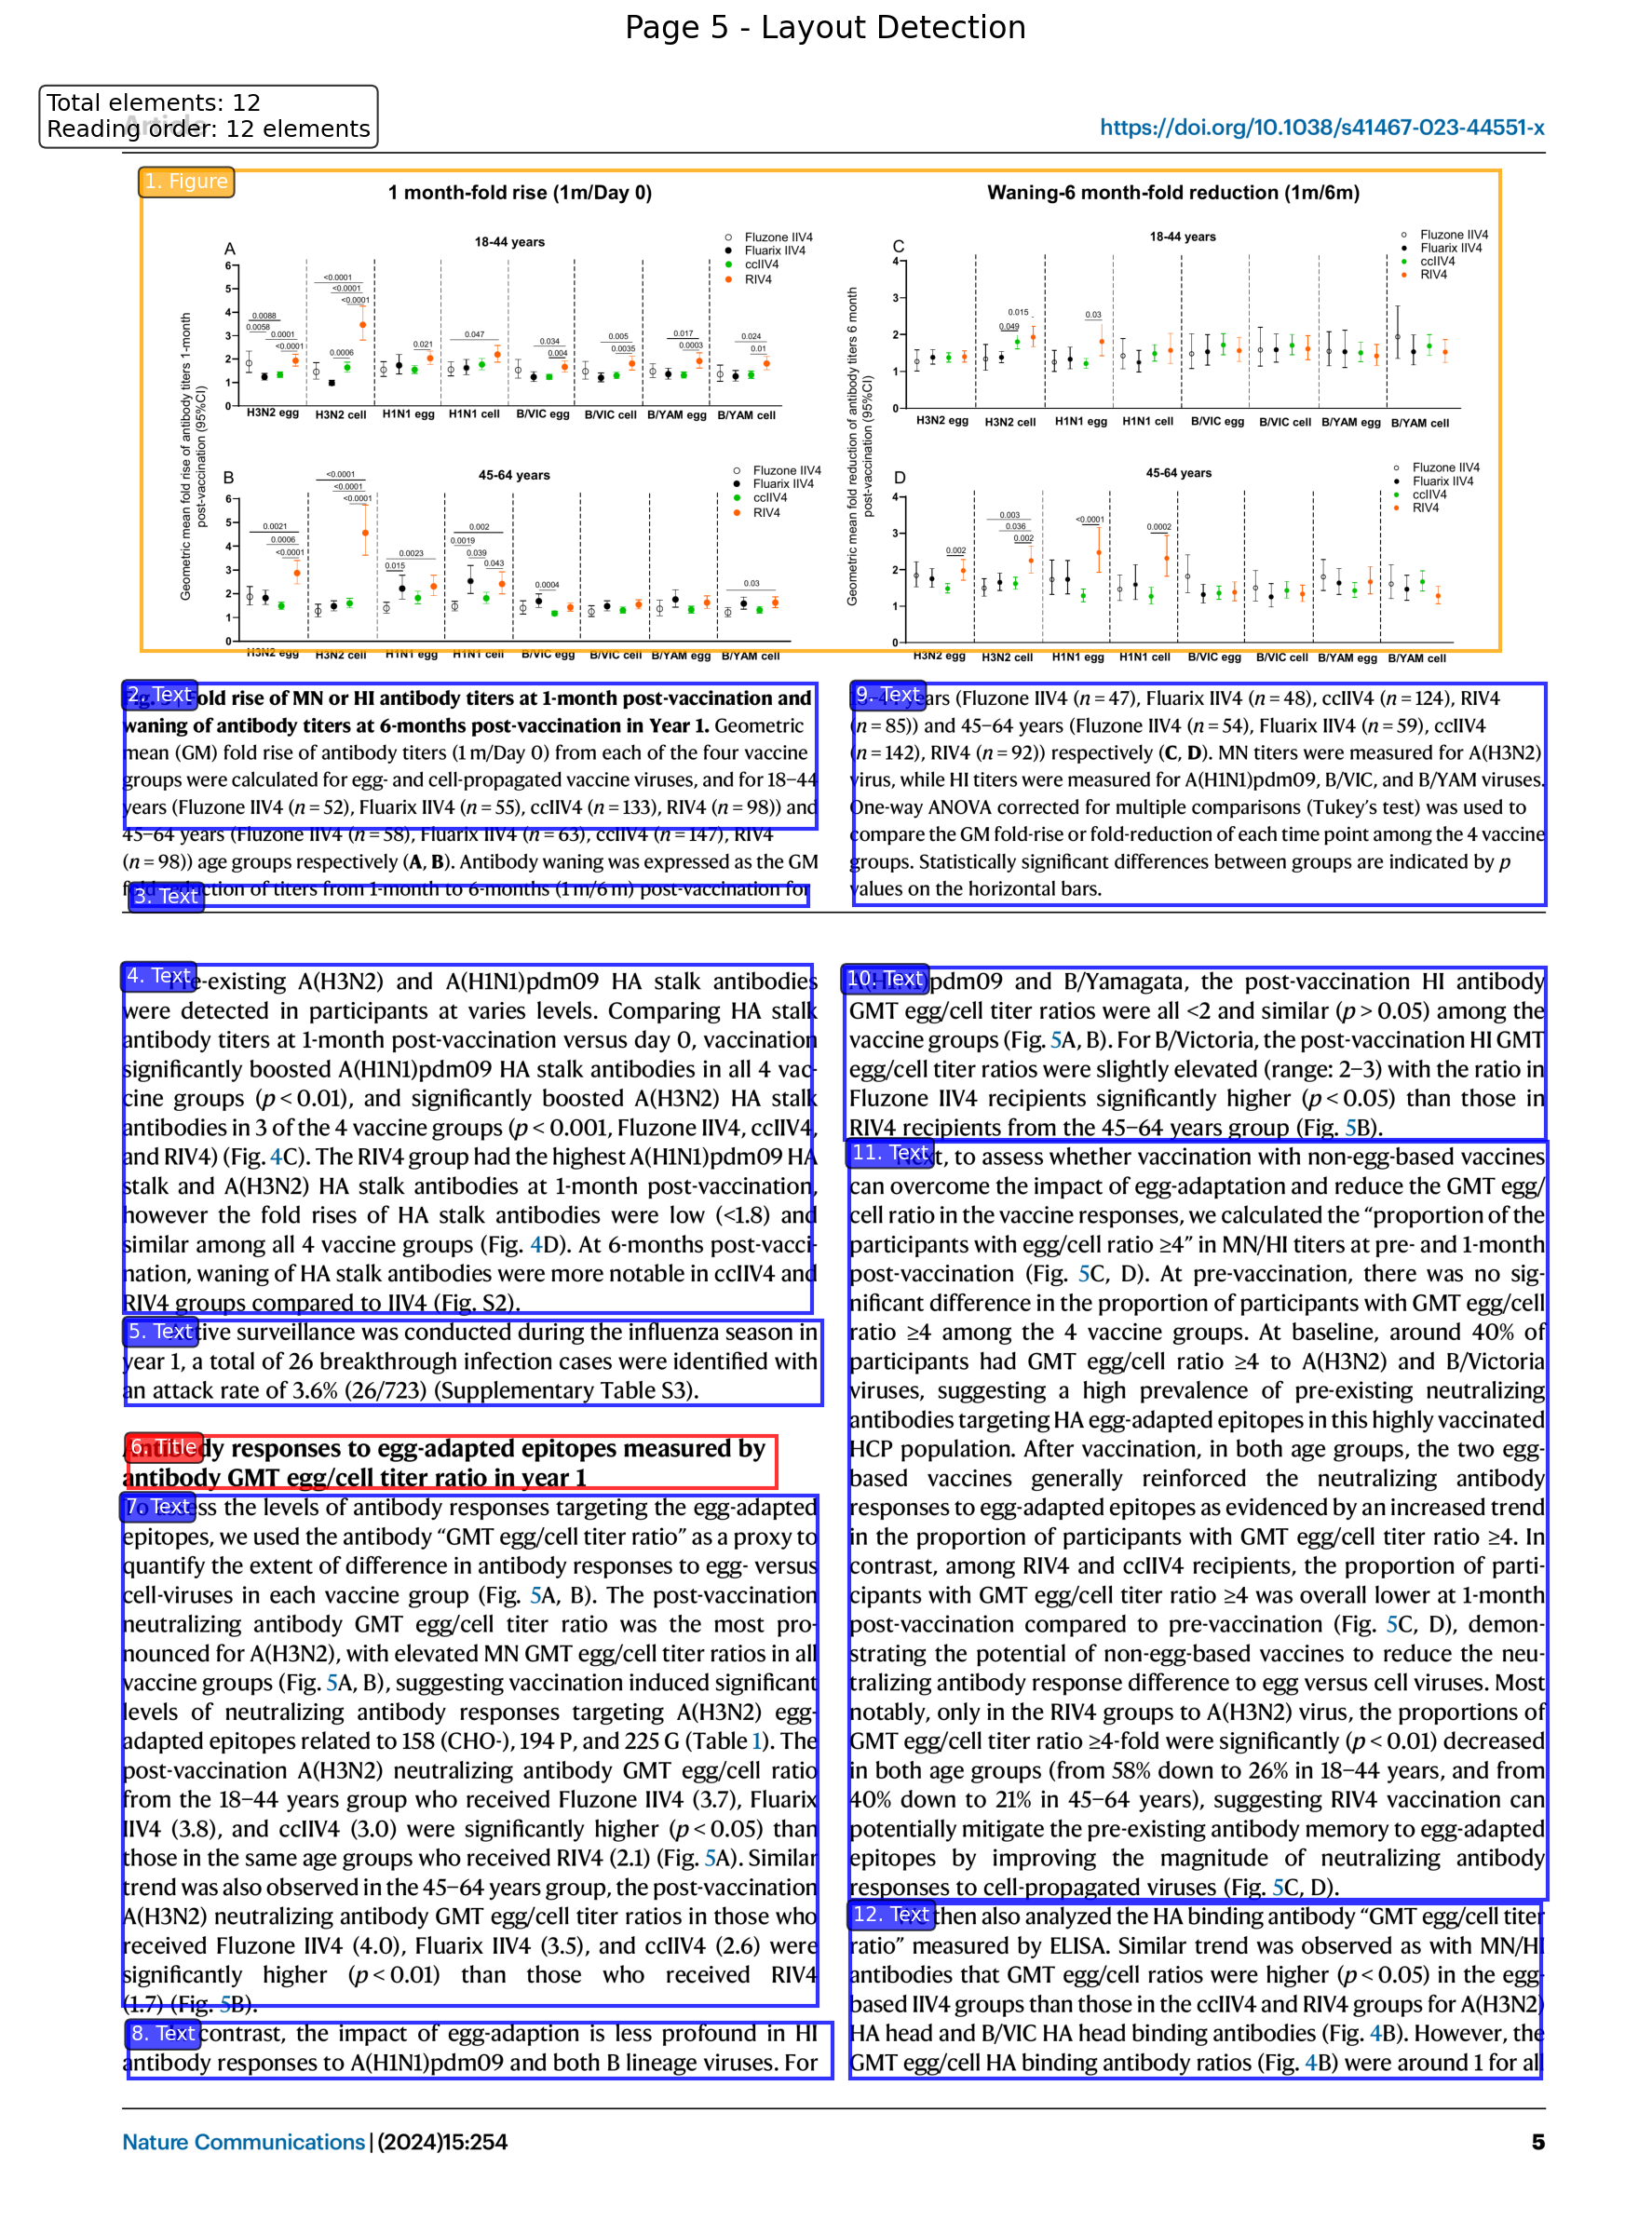 Page 5 - Layout Detection
Total elements: 12
Reading order: 12 elements
Article
https://doi.org/10.1038/s41467-023-44551-x
1. Figure
1 month-fold rise (1m/Day 0)
Waning-6 month-fold reduction (1m/6m)
Geometric mean fold rise of antibody titers 1-month
post-vaccination (95%CI)
A
18-44 years
Fluzone IIV4
Fluarix IIV4
ccIIV4
RIV4
6
5
4
3
2
1
0
0.0088
0.0058
0.0001
<0.0001
<0.0001
<0.0001
<0.0001
0.0006
0.021
0.047
0.034
0.004
0.005
0.0035
0.017
0.0003
0.024
0.01
H3N2 egg H3N2 cell H1N1 egg H1N1 cell B/VIC egg B/VIC cell B/YAM egg B/YAM cell
B
45-64 years
Fluzone IIV4
Fluarix IIV4
ccIIV4
RIV4
6
5
4
3
2
1
0
0.0021
0.0006
<0.0001
<0.0001
<0.0001
<0.0001
0.0023
0.015
0.002
0.0019
0.039
0.043
0.0004
0.03
H3N2 egg H3N2 cell H1N1 egg H1N1 cell B/VIC egg B/VIC cell B/YAM egg B/YAM cell
Geometric mean fold reduction of antibody titers 6 month
post-vaccination (95%CI)
C
18-44 years
Fluzone IIV4
Fluarix IIV4
ccIIV4
RIV4
4
3
2
1
0
0.015
0.049
0.03
H3N2 egg H3N2 cell H1N1 egg H1N1 cell B/VIC egg B/VIC cell B/YAM egg B/YAM cell
D
45-64 years
Fluzone IIV4
Fluarix IIV4
ccIIV4
RIV4
4
3
2
1
0
0.002
0.003
0.036
0.002
<0.0001
0.0002
H3N2 egg H3N2 cell H1N1 egg H1N1 cell B/VIC egg B/VIC cell B/YAM egg B/YAM cell
2. Text
old rise of MN or HI antibody titers at 1-month post-vaccination and
waning of antibody titers at 6-months post-vaccination in Year 1. Geometric
mean (GM) fold rise of antibody titers (1 m/Day 0) from each of the four vaccine
groups were calculated for egg- and cell-propagated vaccine viruses, and for 18–44
years (Fluzone IIV4 (n = 52), Fluarix IIV4 (n = 55), ccIIV4 (n = 133), RIV4 (n = 98)) and
45–64 years (Fluzone IIV4 (n = 58), Fluarix IIV4 (n = 63), ccIIV4 (n = 147), RIV4
(n = 98)) age groups respectively (A, B). Antibody waning was expressed as the GM
3. Text
fold reduction of titers from 1-month to 6-months (1 m/6 m) post-vaccination for
9. Text
18–44 years (Fluzone IIV4 (n = 47), Fluarix IIV4 (n = 48), ccIIV4 (n = 124), RIV4
(n = 85)) and 45–64 years (Fluzone IIV4 (n = 54), Fluarix IIV4 (n = 59), ccIIV4
(n = 142), RIV4 (n = 92)) respectively (C, D). MN titers were measured for A(H3N2)
virus, while HI titers were measured for A(H1N1)pdm09, B/VIC, and B/YAM viruses.
One-way ANOVA corrected for multiple comparisons (Tukey's test) was used to
compare the GM fold-rise or fold-reduction of each time point among the 4 vaccine
groups. Statistically significant differences between groups are indicated by p
values on the horizontal bars.
4. Text
Pre-existing A(H3N2) and A(H1N1)pdm09 HA stalk antibodies
were detected in participants at varies levels. Comparing HA stalk
antibody titers at 1-month post-vaccination versus day 0, vaccination
significantly boosted A(H1N1)pdm09 HA stalk antibodies in all 4 vac-
cine groups (p < 0.01), and significantly boosted A(H3N2) HA stalk
antibodies in 3 of the 4 vaccine groups (p < 0.001, Fluzone IIV4, ccIIV4,
and RIV4) (Fig. 4C). The RIV4 group had the highest A(H1N1)pdm09 HA
stalk and A(H3N2) HA stalk antibodies at 1-month post-vaccination,
however the fold rises of HA stalk antibodies were low (<1.8) and
similar among all 4 vaccine groups (Fig. 4D). At 6-months post-vacci-
nation, waning of HA stalk antibodies were more notable in ccIIV4 and
RIV4 groups compared to IIV4 (Fig. S2).
5. Text
Active surveillance was conducted during the influenza season in
year 1, a total of 26 breakthrough infection cases were identified with
an attack rate of 3.6% (26/723) (Supplementary Table S3).
6. Title
Antibody responses to egg-adapted epitopes measured by
antibody GMT egg/cell titer ratio in year 1
7. Text
To assess the levels of antibody responses targeting the egg-adapted
epitopes, we used the antibody “GMT egg/cell titer ratio” as a proxy to
quantify the extent of difference in antibody responses to egg- versus
cell-viruses in each vaccine group (Fig. 5A, B). The post-vaccination
neutralizing antibody GMT egg/cell titer ratio was the most pro-
nounced for A(H3N2), with elevated MN GMT egg/cell titer ratios in all
vaccine groups (Fig. 5A, B), suggesting vaccination induced significant
levels of neutralizing antibody responses targeting A(H3N2) egg-
adapted epitopes related to 158 (CHO-), 194 P, and 225 G (Table 1). The
post-vaccination A(H3N2) neutralizing antibody GMT egg/cell ratio
from the 18–44 years group who received Fluzone IIV4 (3.7), Fluarix
IIV4 (3.8), and ccIIV4 (3.0) were significantly higher (p < 0.05) than
those in the same age groups who received RIV4 (2.1) (Fig. 5A). Similar
trend was also observed in the 45–64 years group, the post-vaccination
A(H3N2) neutralizing antibody GMT egg/cell titer ratios in those who
received Fluzone IIV4 (4.0), Fluarix IIV4 (3.5), and ccIIV4 (2.6) were
significantly higher (p < 0.01) than those who received RIV4
(1.7) (Fig. 5B).
8. Text
In contrast, the impact of egg-adaption is less profound in HI
antibody responses to A(H1N1)pdm09 and both B lineage viruses. For
10. Text
A(H1N1)pdm09 and B/Yamagata, the post-vaccination HI antibody
GMT egg/cell titer ratios were all <2 and similar (p > 0.05) among the
vaccine groups (Fig. 5A, B). For B/Victoria, the post-vaccination HI GMT
egg/cell titer ratios were slightly elevated (range: 2–3) with the ratio in
Fluzone IIV4 recipients significantly higher (p < 0.05) than those in
RIV4 recipients from the 45–64 years group (Fig. 5B).
11. Text
Next, to assess whether vaccination with non-egg-based vaccines
can overcome the impact of egg-adaptation and reduce the GMT egg/
cell ratio in the vaccine responses, we calculated the “proportion of the
participants with egg/cell ratio ≥4” in MN/HI titers at pre- and 1-month
post-vaccination (Fig. 5C, D). At pre-vaccination, there was no sig-
nificant difference in the proportion of participants with GMT egg/cell
ratio ≥4 among the 4 vaccine groups. At baseline, around 40% of
participants had GMT egg/cell ratio ≥4 to A(H3N2) and B/Victoria
viruses, suggesting a high prevalence of pre-existing neutralizing
antibodies targeting HA egg-adapted epitopes in this highly vaccinated
HCP population. After vaccination, in both age groups, the two egg-
based vaccines generally reinforced the neutralizing antibody
responses to egg-adapted epitopes as evidenced by an increased trend
in the proportion of participants with GMT egg/cell titer ratio ≥4. In
contrast, among RIV4 and ccIIV4 recipients, the proportion of parti-
cipants with GMT egg/cell titer ratio ≥4 was overall lower at 1-month
post-vaccination compared to pre-vaccination (Fig. 5C, D), demon-
strating the potential of non-egg-based vaccines to reduce the neu-
tralizing antibody response difference to egg versus cell viruses. Most
notably, only in the RIV4 groups to A(H3N2) virus, the proportions of
GMT egg/cell titer ratio ≥4-fold were significantly (p < 0.01) decreased
in both age groups (from 58% down to 26% in 18–44 years, and from
40% down to 21% in 45–64 years), suggesting RIV4 vaccination can
potentially mitigate the pre-existing antibody memory to egg-adapted
epitopes by improving the magnitude of neutralizing antibody
responses to cell-propagated viruses (Fig. 5C, D).
12. Text
We then also analyzed the HA binding antibody “GMT egg/cell titer
ratio” measured by ELISA. Similar trend was observed as with MN/HI
antibodies that GMT egg/cell ratios were higher (p < 0.05) in the egg-
based IIV4 groups than those in the ccIIV4 and RIV4 groups for A(H3N2)
HA head and B/VIC HA head binding antibodies (Fig. 4B). However, the
GMT egg/cell HA binding antibody ratios (Fig. 4B) were around 1 for all
Nature Communications | (2024)15:254
5